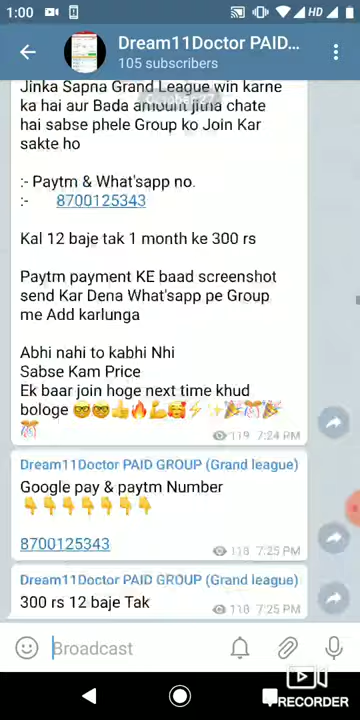 1:00
HD
Dream11Doctor PAID...
105 subscribers
Jinka Sapna Grand League win karne
ka hai aur Bada amount jitna chate
hai sabse phele Group ko Join Kar
sakte ho
:- Paytm & What'sapp no.
:- 8700125343
Kal 12 baje tak 1 month ke 300 rs
Paytm payment KE baad screenshot
send Kar Dena What'sapp pe Group
me Add karlunga
Abhi nahi to kabhi Nhi
Sabse Kam Price
Ek baar join hoge next time khud
bologe 🤓🤓👍🔥💪🥰⚡✨🎉🎊🎉
🎊
119 7:24 PM
Dream11Doctor PAID GROUP (Grand league)
Google pay & paytm Number
👇👇👇👇👇👇👇
8700125343
118 7:25 PM
Dream11Doctor PAID GROUP (Grand league)
300 rs 12 baje Tak
118 7:25 PM
Broadcast
RECORDER